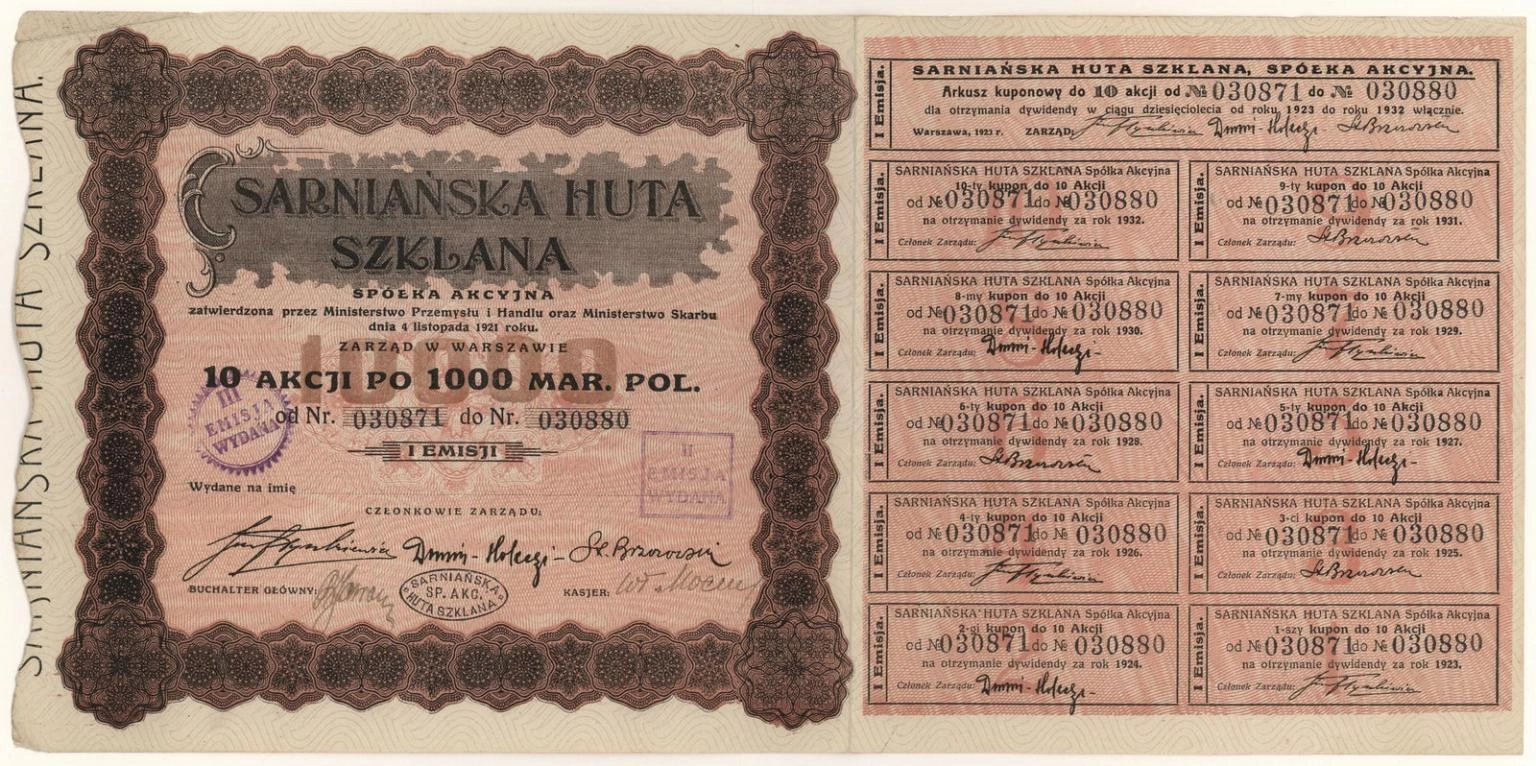 SARNIAŃSKA HUTA SZKLANA.
SARNIAŃSKA HUTA
SZKLANA
SPÓŁKA AKCYJNA
zatwierdzona przez Ministerstwo Przemysłu i Handlu oraz Ministerstwo Skarbu
dnia 4 listopada 1921 roku.
ZARZĄD W WARSZAWIE
10000
10 AKCJI PO 1000 MAR. POL.
od Nr. 030871 do Nr. 030880
I EMISJI
III
EMISJA
WYDANA
II
EMISJA
WYDANA
Wydane na imię
CZŁONKOWIE ZARZĄDU:
St. Brzozowski
BUCHALTER GŁÓWNY:
SARNIAŃSKA
SP. AKC.
HUTA SZKLANA
KASJER:
I Emisja.
SARNIAŃSKA HUTA SZKLANA, SPÓŁKA AKCYJNA.
Arkusz kuponowy do 10 akcji od № 030871 do № 030880
dla otrzymania dywidendy w ciągu dziesięciolecia od roku 1923 do roku 1932 włącznie.
Warszawa, 1923 r. ZARZĄD: St. Brzozowski
I Emisja.
SARNIAŃSKA HUTA SZKLANA Spółka Akcyjna
10-ty kupon do 10 Akcji
od № 030871 do № 030880
na otrzymanie dywidendy za rok 1932.
Członek Zarządu:
I Emisja.
SARNIAŃSKA HUTA SZKLANA Spółka Akcyjna
9-ty kupon do 10 Akcji
od № 030871 do № 030880
na otrzymanie dywidendy za rok 1931.
Członek Zarządu: St. Brzozowski
I Emisja.
SARNIAŃSKA HUTA SZKLANA Spółka Akcyjna
8-my kupon do 10 Akcji
od № 030871 do № 030880
na otrzymanie dywidendy za rok 1930.
Członek Zarządu:
I Emisja.
SARNIAŃSKA HUTA SZKLANA Spółka Akcyjna
7-my kupon do 10 Akcji
od № 030871 do № 030880
na otrzymanie dywidendy za rok 1929.
Członek Zarządu:
I Emisja.
SARNIAŃSKA HUTA SZKLANA Spółka Akcyjna
6-ty kupon do 10 Akcji
od № 030871 do № 030880
na otrzymanie dywidendy za rok 1928.
Członek Zarządu: St. Brzozowski
I Emisja.
SARNIAŃSKA HUTA SZKLANA Spółka Akcyjna
5-ty kupon do 10 Akcji
od № 030871 do № 030880
na otrzymanie dywidendy za rok 1927.
Członek Zarządu:
I Emisja.
SARNIAŃSKA HUTA SZKLANA Spółka Akcyjna
4-ty kupon do 10 Akcji
od № 030871 do № 030880
na otrzymanie dywidendy za rok 1926.
Członek Zarządu:
I Emisja.
SARNIAŃSKA HUTA SZKLANA Spółka Akcyjna
3-ci kupon do 10 Akcji
od № 030871 do № 030880
na otrzymanie dywidendy za rok 1925.
Członek Zarządu: St. Brzozowski
I Emisja.
SARNIAŃSKA HUTA SZKLANA Spółka Akcyjna
2-gi kupon do 10 Akcji
od № 030871 do № 030880
na otrzymanie dywidendy za rok 1924.
Członek Zarządu:
I Emisja.
SARNIAŃSKA HUTA SZKLANA Spółka Akcyjna
1-szy kupon do 10 Akcji
od № 030871 do № 030880
na otrzymanie dywidendy za rok 1923.
Członek Zarządu: